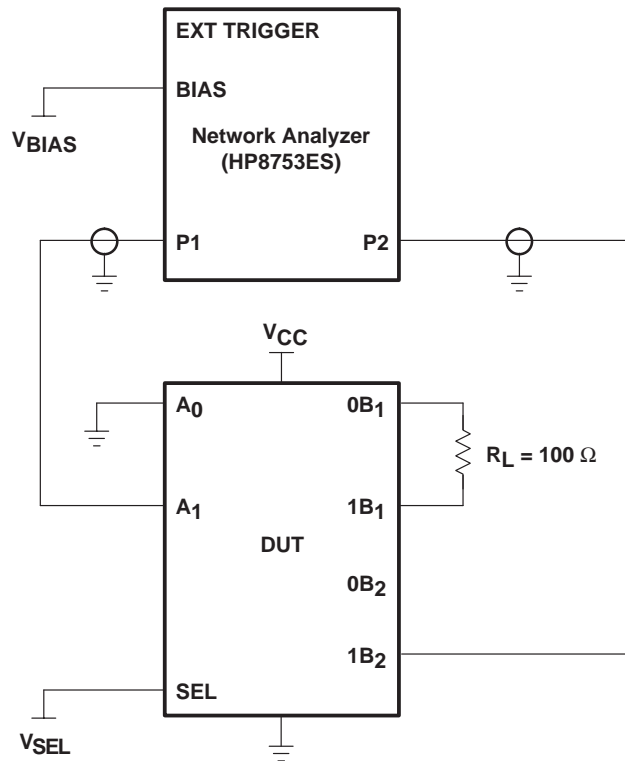 EXT TRIGGER
BIAS
VBIAS
Network Analyzer
(HP8753ES)
P1
P2
VCC
A0
0B1
RL = 100 Ω
A1
1B1
DUT
0B2
1B2
SEL
VSEL